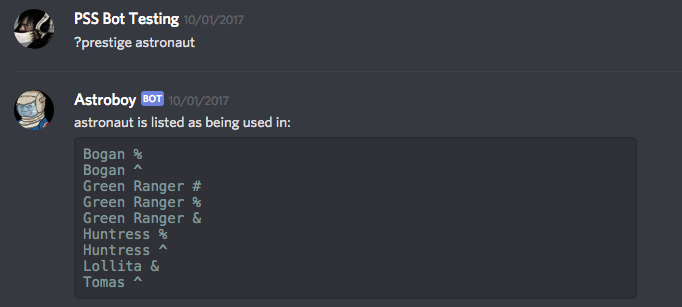 PSS Bot Testing 10/01/2017
?prestige astronaut
Astroboy BOT 10/01/2017
astronaut is listed as being used in:
Bogan %
Bogan ^
Green Ranger #
Green Ranger %
Green Ranger &
Huntress %
Huntress ^
Lollita &
Tomas ^